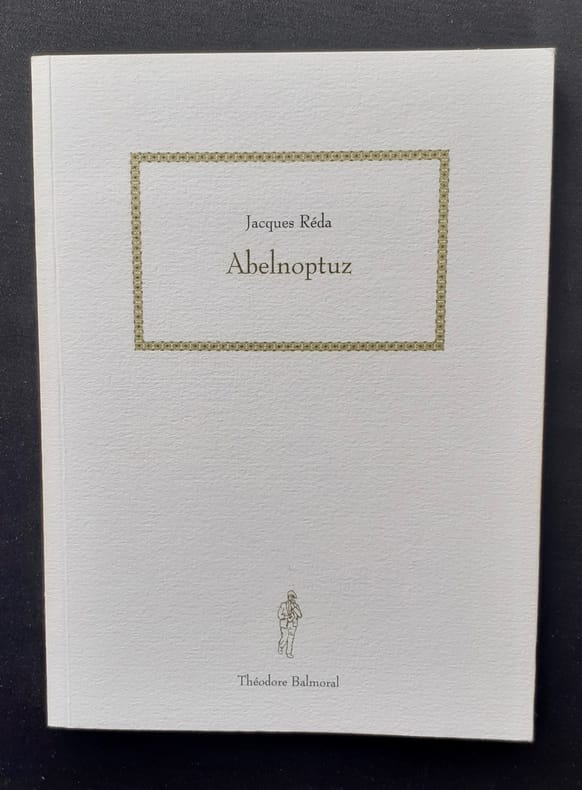 Jacques Réda
Abelnoptuz
Théodore Balmoral